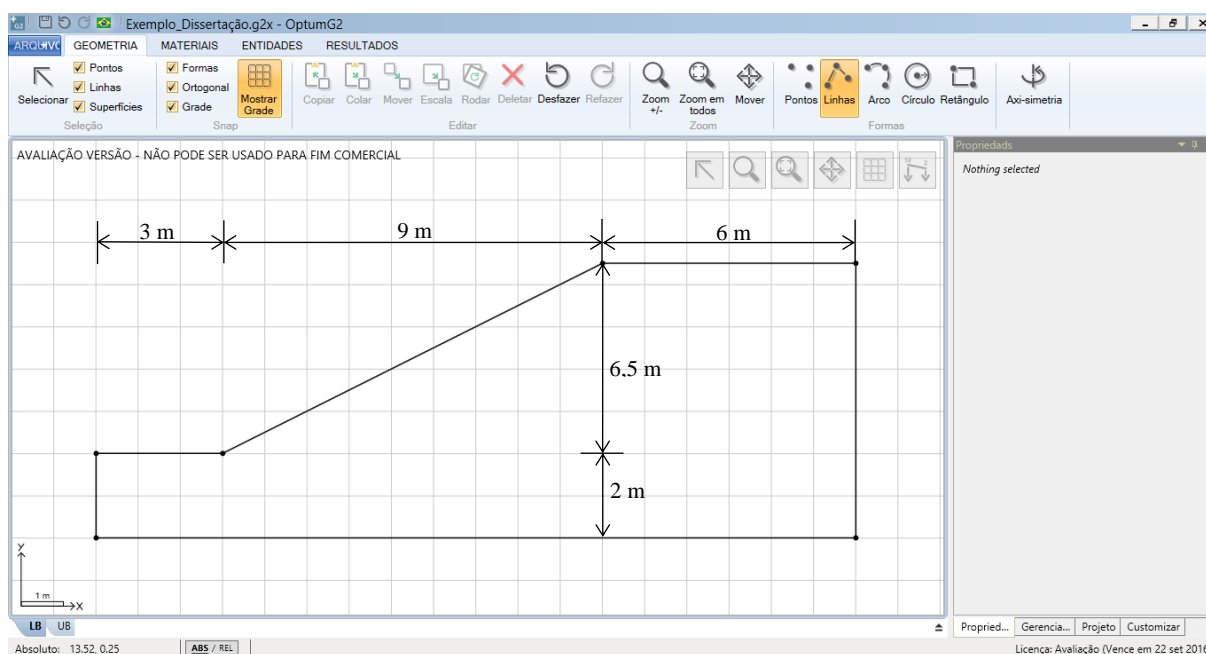 Exemplo_Dissertação.g2x - OptumG2
ARQUIVO GEOMETRIA MATERIAIS ENTIDADES RESULTADOS
Selecionar
Pontos
Linhas
Superfícies
Seleção
Formas
Ortogonal
Grade
Mostrar Grade
Snap
Copiar Colar Mover Escala Rodar Deletar Desfazer Refazer
Editar
Zoom +/-
Zoom em todos
Mover
Zoom
Pontos Linhas Arco Círculo Retângulo
Formas
Axi-simetria
AVALIAÇÃO VERSÃO - NÃO PODE SER USADO PARA FIM COMERCIAL
10 2
Propriedads
Nothing selected
3 m 9 m 6 m
6,5 m
2 m
Y
1 m
X
LB UB
Propried... Gerencia... Projeto Customizar
Absoluto: 13.52, 0.25 ABS / REL Licença: Avaliação (Vence em 22 set 2016